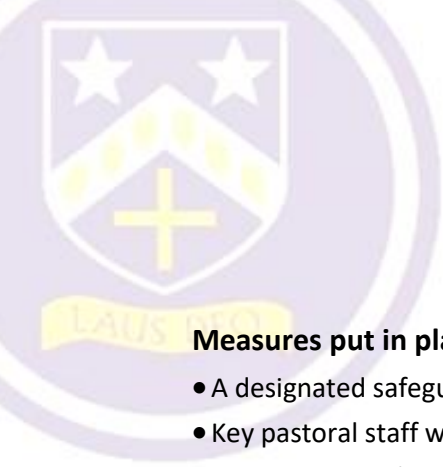 LAUS DEO
Measures put in pla
• A designated safegu
• Key pastoral staff w